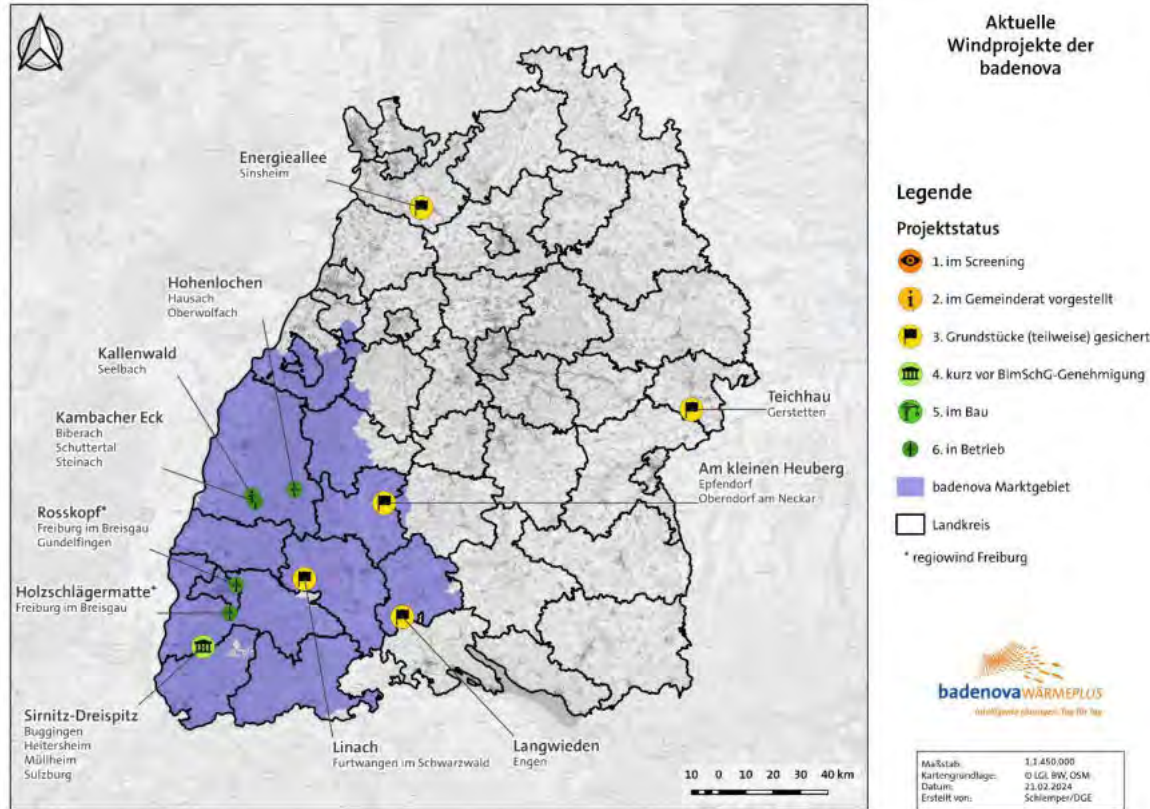 Aktuelle
Windprojekte der
badenova
Energieallee
Sinsheim
Hohenlochen
Hausach
Oberwolfach
Kallenwald
Seelbach
Kambacher Eck
Biberach
Schuttertal
Steinach
Rosskopf*
Freiburg im Breisgau
Gundelfingen
Holzschlägermatte*
Freiburg im Breisgau
Sirnitz-Dreispitz
Buggingen
Heitersheim
Müllheim
Sulzburg
Linach
Furtwangen im Schwarzwald
Langwieden
Engen
Am kleinen Heuberg
Epfendorf
Oberndorf am Neckar
Teichhau
Gerstetten
10 0 10 20 30 40 km
Legende
Projektstatus
1. im Screening
2. im Gemeinderat vorgestellt
3. Grundstücke (teilweise) gesichert
4. kurz vor BImSchG-Genehmigung
5. im Bau
6. in Betrieb
badenova Marktgebiet
Landkreis
* regiowind Freiburg
badenova WÄRMEPLUS
Maßstab: 1:1.450.000
Kartengrundlage: © LGL BW, OSM
Datum: 21.02.2024
Erstellt von: Schlemper/DGE